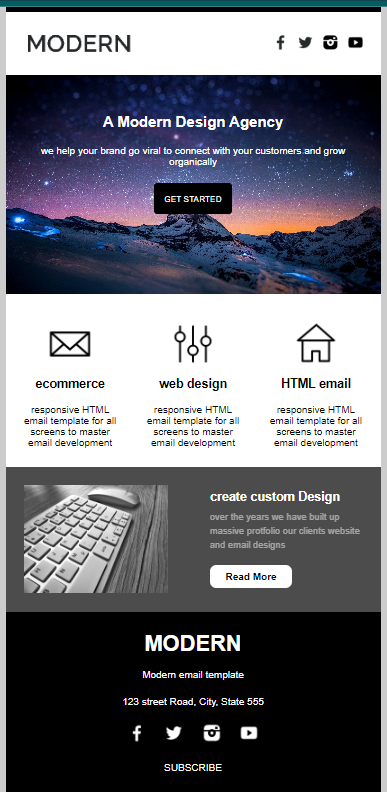 MODERN
A Modern Design Agency
we help your brand go viral to connect with your customers and grow
organically
GET STARTED
ecommerce
responsive HTML
email template for all
screens to master
email development
web design
responsive HTML
email template for all
screens to master
email development
HTML email
responsive HTML
email template for all
screens to master
email development
create custom Design
over the years we have built up
massive protfolio our clients website
and email designs
Read More
MODERN
Modern email template
123 street Road, City, State 555
SUBSCRIBE